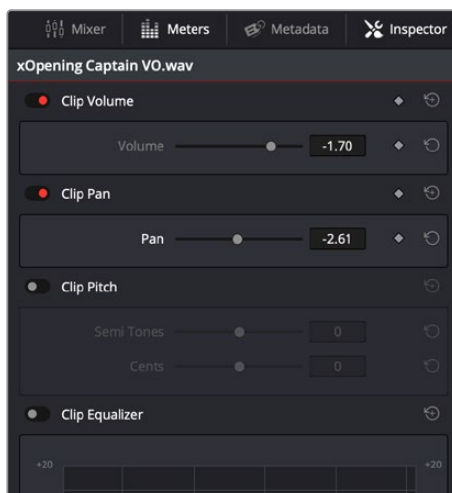 Mixer Meters Metadata Inspector
xOpening Captain VO.wav
Clip Volume
Volume -1.70
Clip Pan
Pan -2.61
Clip Pitch
Semi Tones 0
Cents 0
Clip Equalizer
+20 +20